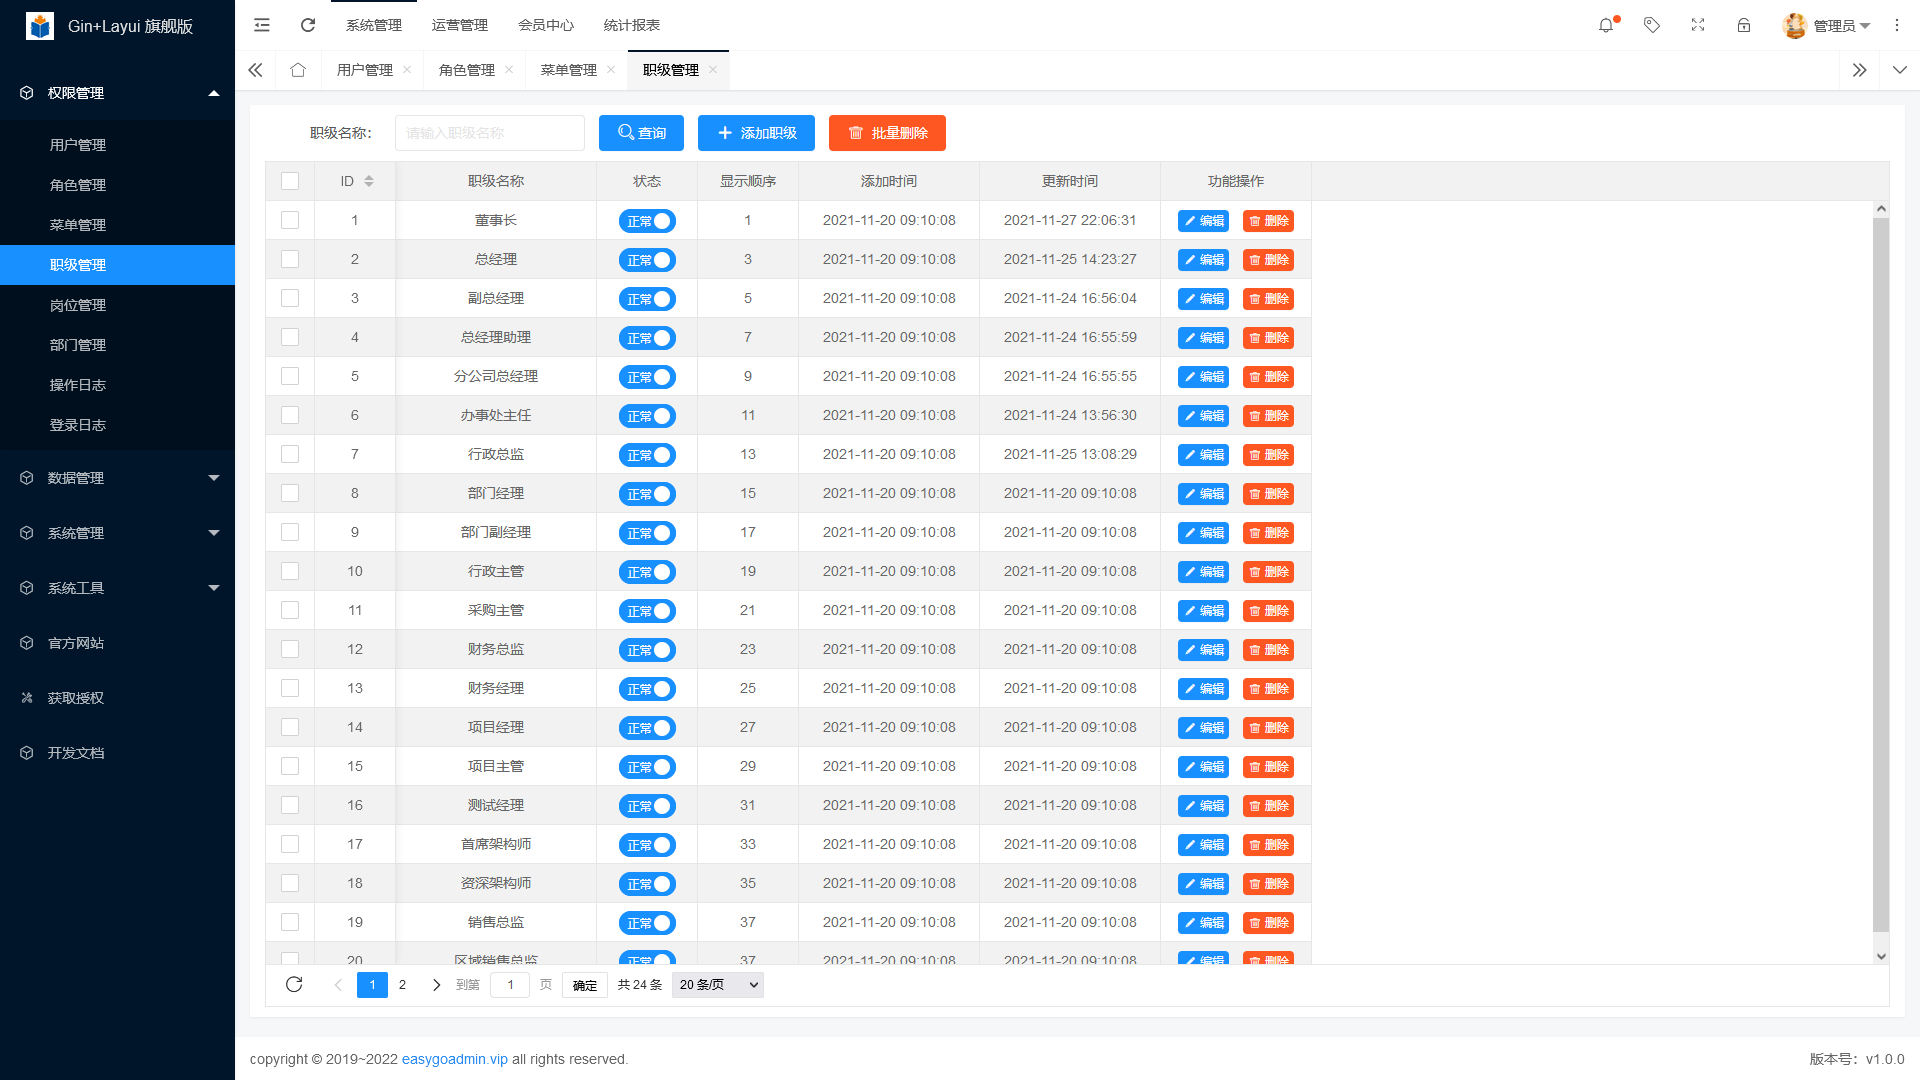 Gin+Layui 旗舰版
系统管理 运营管理 会员中心 统计报表
管理员
用户管理 角色管理 菜单管理 职级管理
权限管理
用户管理
角色管理
菜单管理
职级管理
岗位管理
部门管理
操作日志
登录日志
数据管理
系统管理
系统工具
官方网站
获取授权
开发文档
职级名称： 请输入职级名称 查询 添加职级 批量删除
ID 职级名称 状态 显示顺序 添加时间 更新时间 功能操作
1 董事长 正常 1 2021-11-20 09:10:08 2021-11-27 22:06:31 编辑 删除
2 总经理 正常 3 2021-11-20 09:10:08 2021-11-25 14:23:27 编辑 删除
3 副总经理 正常 5 2021-11-20 09:10:08 2021-11-24 16:56:04 编辑 删除
4 总经理助理 正常 7 2021-11-20 09:10:08 2021-11-24 16:55:59 编辑 删除
5 分公司总经理 正常 9 2021-11-20 09:10:08 2021-11-24 16:55:55 编辑 删除
6 办事处主任 正常 11 2021-11-20 09:10:08 2021-11-24 13:56:30 编辑 删除
7 行政总监 正常 13 2021-11-20 09:10:08 2021-11-25 13:08:29 编辑 删除
8 部门经理 正常 15 2021-11-20 09:10:08 2021-11-20 09:10:08 编辑 删除
9 部门副经理 正常 17 2021-11-20 09:10:08 2021-11-20 09:10:08 编辑 删除
10 行政主管 正常 19 2021-11-20 09:10:08 2021-11-20 09:10:08 编辑 删除
11 采购主管 正常 21 2021-11-20 09:10:08 2021-11-20 09:10:08 编辑 删除
12 财务总监 正常 23 2021-11-20 09:10:08 2021-11-20 09:10:08 编辑 删除
13 财务经理 正常 25 2021-11-20 09:10:08 2021-11-20 09:10:08 编辑 删除
14 项目经理 正常 27 2021-11-20 09:10:08 2021-11-20 09:10:08 编辑 删除
15 项目主管 正常 29 2021-11-20 09:10:08 2021-11-20 09:10:08 编辑 删除
16 测试经理 正常 31 2021-11-20 09:10:08 2021-11-20 09:10:08 编辑 删除
17 首席架构师 正常 33 2021-11-20 09:10:08 2021-11-20 09:10:08 编辑 删除
18 资深架构师 正常 35 2021-11-20 09:10:08 2021-11-20 09:10:08 编辑 删除
19 销售总监 正常 37 2021-11-20 09:10:08 2021-11-20 09:10:08 编辑 删除
20 区域销售总监 正常 37 2021-11-20 09:10:08 2021-11-20 09:10:08 编辑 删除
1 2 到第 1 页 确定 共 24 条 20 条/页
copyright © 2019~2022 easygoadmin.vip all rights reserved.
版本号：v1.0.0